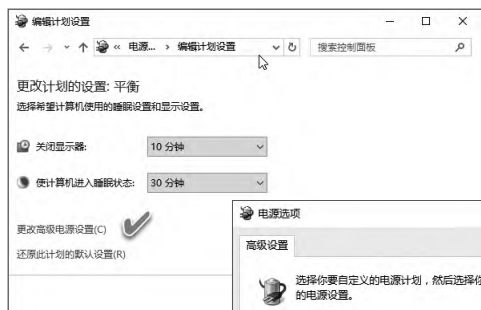 编辑计划设置
« 电源... › 编辑计划设置
搜索控制面板
更改计划的设置: 平衡
选择希望计算机使用的睡眠设置和显示设置。
关闭显示器:
10 分钟
使计算机进入睡眠状态:
30 分钟
更改高级电源设置(C)
还原此计划的默认设置(R)
电源选项
高级设置
选择你要自定义的电源计划，然后选择
的电源设置。